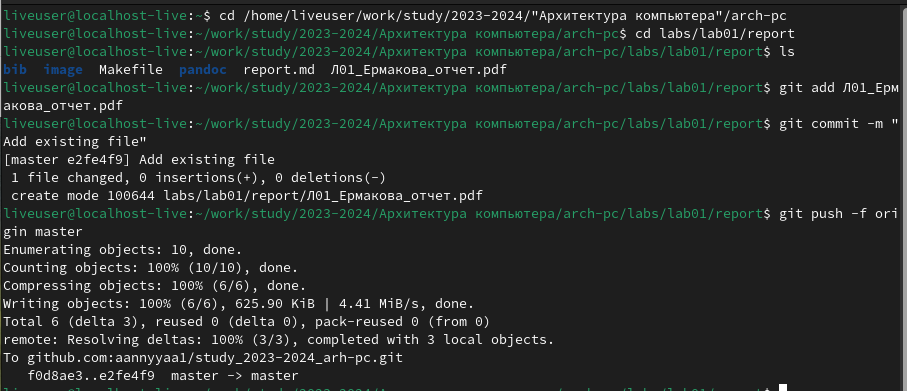 liveuser@localhost-live:~$ cd /home/liveuser/work/study/2023-2024/"Архитектура компьютера"/arch-pc
liveuser@localhost-live:~/work/study/2023-2024/Архитектура компьютера/arch-pc$ cd labs/lab01/report
liveuser@localhost-live:~/work/study/2023-2024/Архитектура компьютера/arch-pc/labs/lab01/report$ ls
bib  image  Makefile  pandoc  report.md  Л01_Ермакова_отчет.pdf
liveuser@localhost-live:~/work/study/2023-2024/Архитектура компьютера/arch-pc/labs/lab01/report$ git add Л01_Ерм
акова_отчет.pdf
liveuser@localhost-live:~/work/study/2023-2024/Архитектура компьютера/arch-pc/labs/lab01/report$ git commit -m "
Add existing file"
[master e2fe4f9] Add existing file
 1 file changed, 0 insertions(+), 0 deletions(-)
 create mode 100644 labs/lab01/report/Л01_Ермакова_отчет.pdf
liveuser@localhost-live:~/work/study/2023-2024/Архитектура компьютера/arch-pc/labs/lab01/report$ git push -f ori
gin master
Enumerating objects: 10, done.
Counting objects: 100% (10/10), done.
Compressing objects: 100% (6/6), done.
Writing objects: 100% (6/6), 625.90 KiB | 4.41 MiB/s, done.
Total 6 (delta 3), reused 0 (delta 0), pack-reused 0 (from 0)
remote: Resolving deltas: 100% (3/3), completed with 3 local objects.
To github.com:aannyyaa1/study_2023-2024_arh-pc.git
   f0d8ae3..e2fe4f9  master -> master